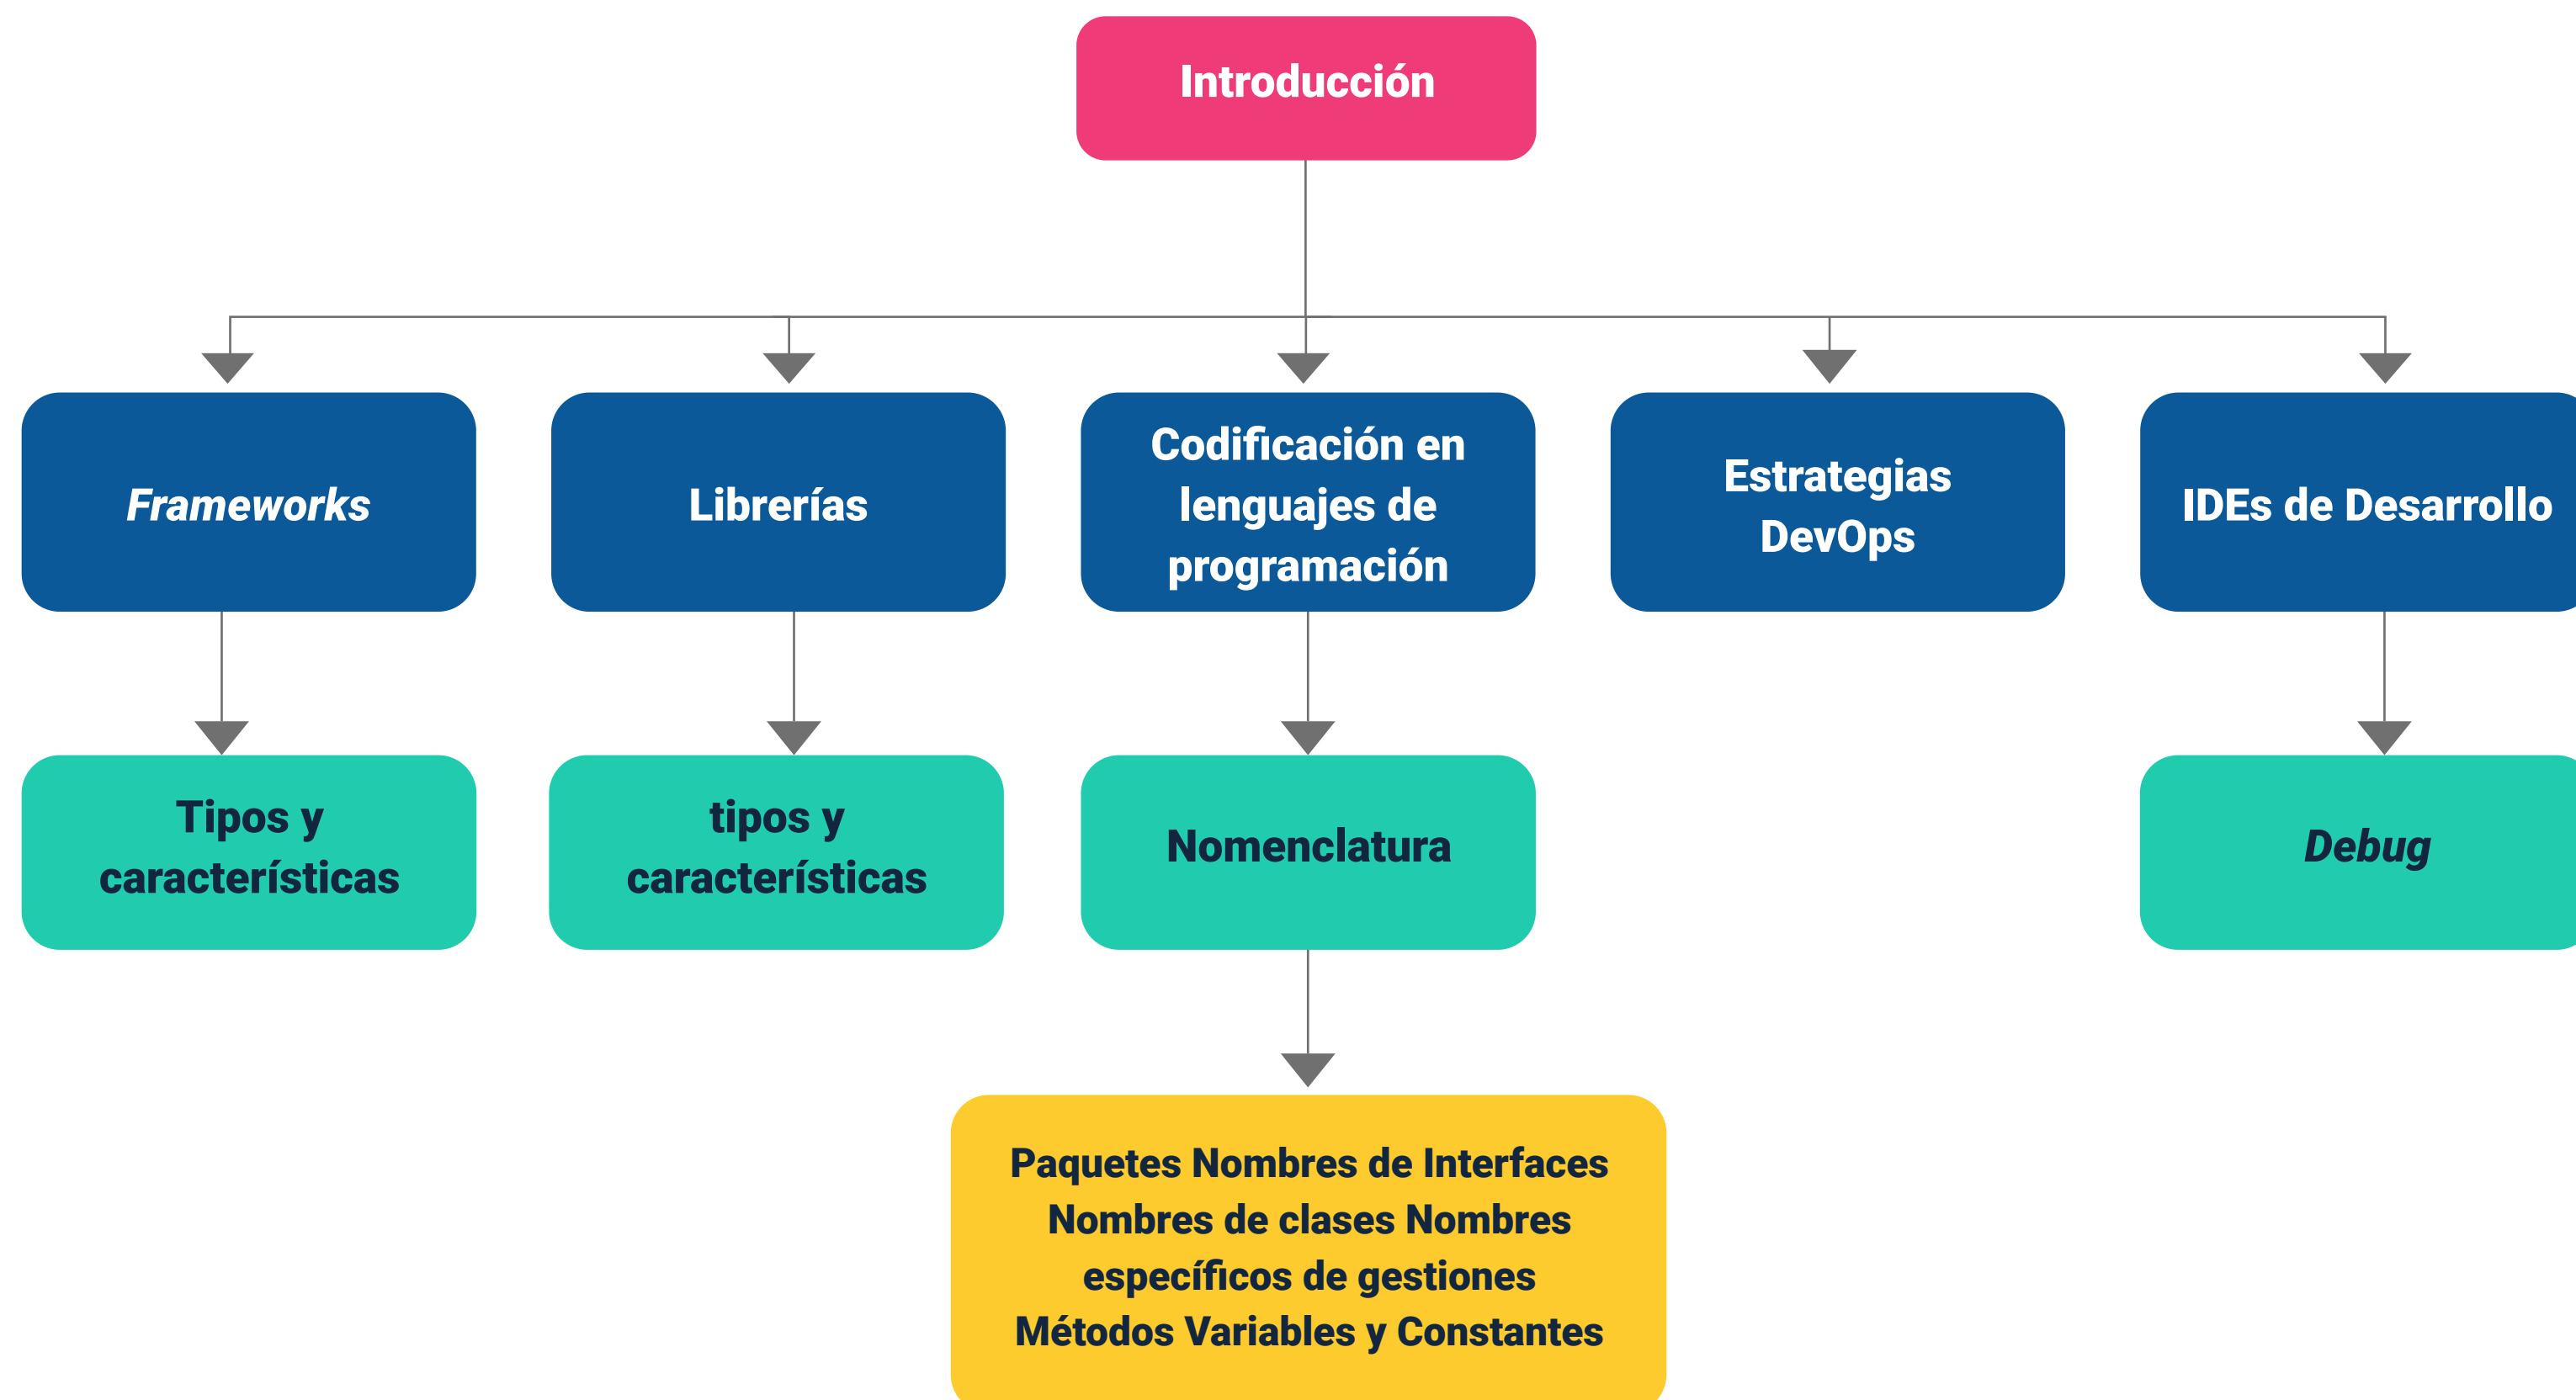 Introducción
Frameworks
Librerías
Codificación en
lenguajes de
programación
Estrategias
DevOps
IDEs de Desarrollo
Tipos y
características
tipos y
características
Nomenclatura
Debug
Paquetes Nombres de Interfaces
Nombres de clases Nombres
específicos de gestiones
Métodos Variables y Constantes